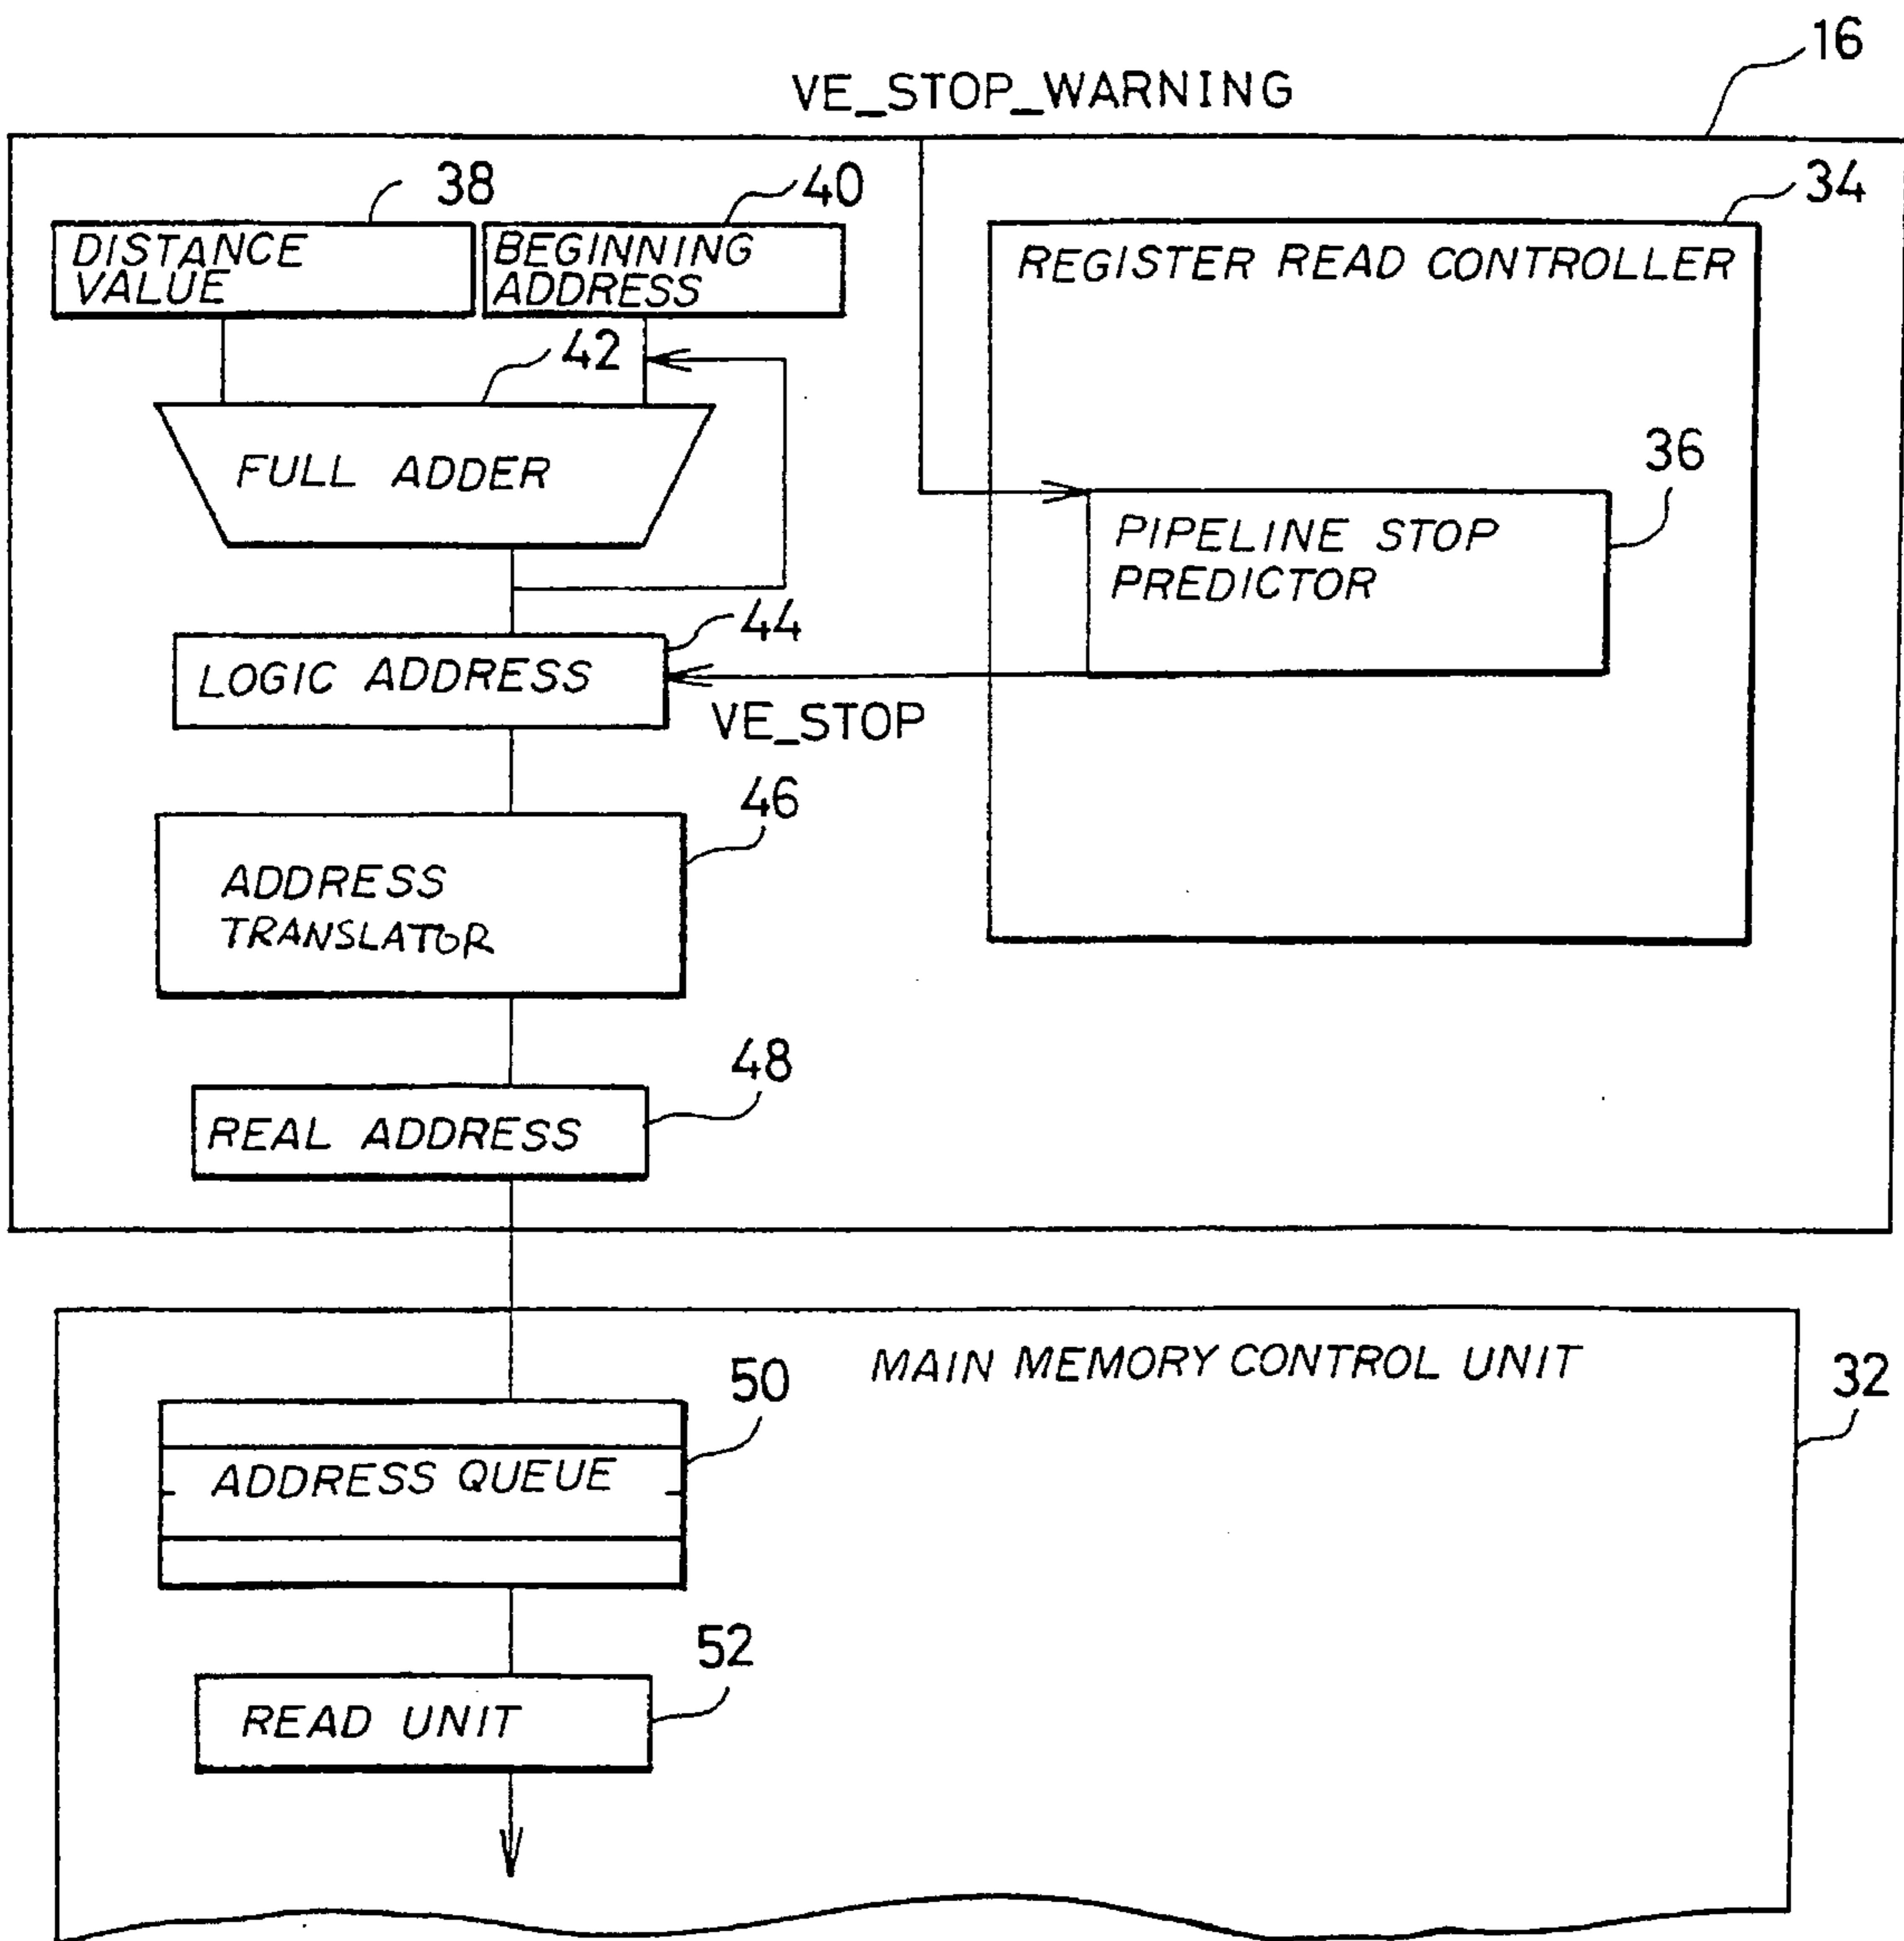 16
VE_STOP_WARNING
38
40
34
DISTANCE
VALUE
BEGINNING
ADDRESS
REGISTER READ CONTROLLER
42
FULL ADDER
36
PIPELINE STOP
PREDICTOR
44
LOGIC ADDRESS
VE_STOP
46
ADDRESS
TRANSLATOR
48
REAL ADDRESS
MAIN MEMORY CONTROL UNIT
32
50
ADDRESS QUEUE
52
READ UNIT